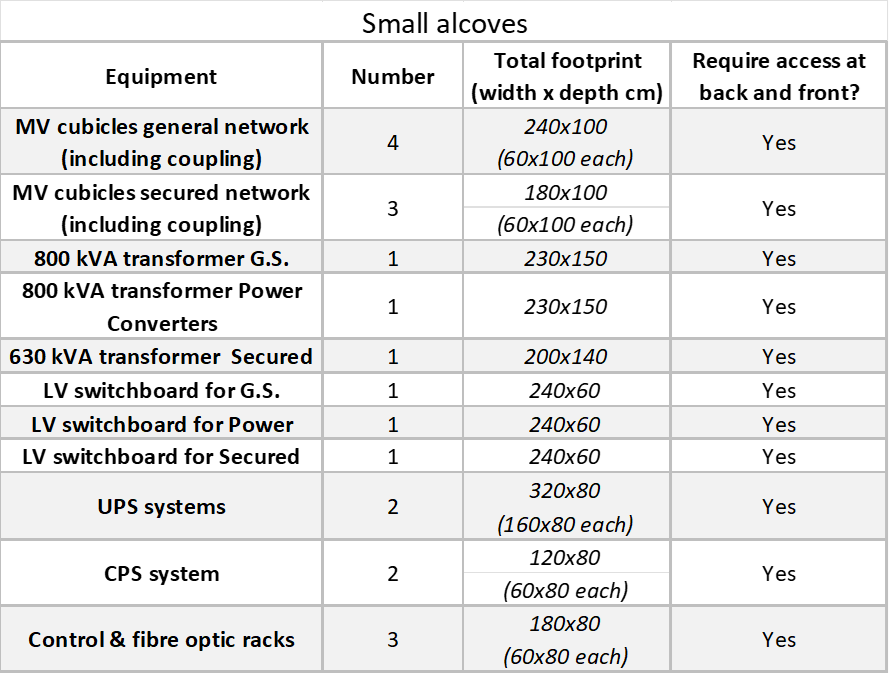 Small alcoves
Equipment Number Total footprint (width x depth cm) Require access at back and front?
MV cubicles general network (including coupling) 4 240x100 (60x100 each) Yes
MV cubicles secured network (including coupling) 3 180x100 (60x100 each) Yes
800 kVA transformer G.S. 1 230x150 Yes
800 kVA transformer Power Converters 1 230x150 Yes
630 kVA transformer Secured 1 200x140 Yes
LV switchboard for G.S. 1 240x60 Yes
LV switchboard for Power 1 240x60 Yes
LV switchboard for Secured 1 240x60 Yes
UPS systems 2 320x80 (160x80 each) Yes
CPS system 2 120x80 (60x80 each) Yes
Control & fibre optic racks 3 180x80 (60x80 each) Yes